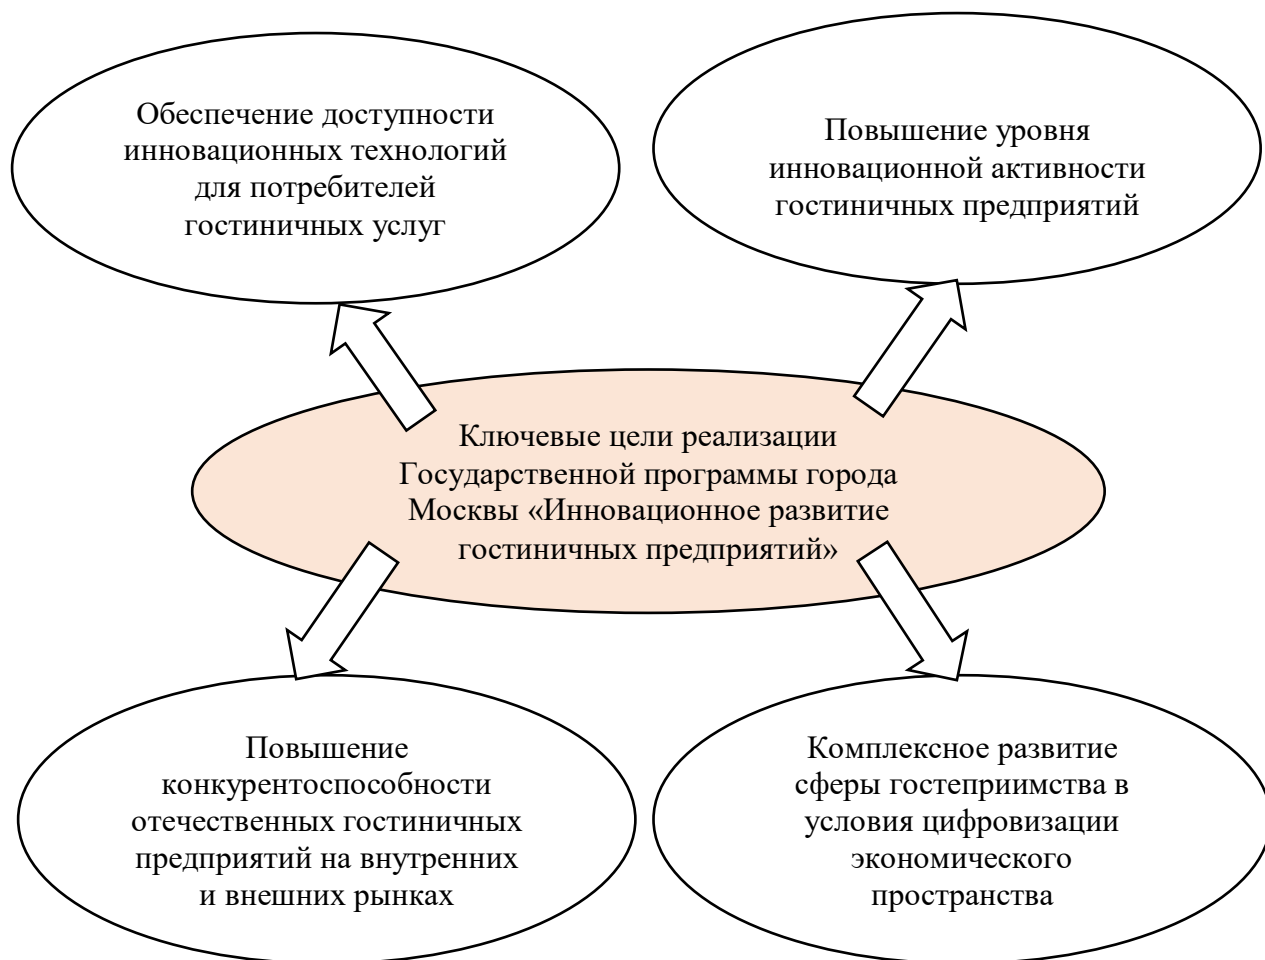 Обеспечение доступности
инновационных технологий
для потребителей
гостиничных услуг
Повышение уровня
инновационной активности
гостиничных предприятий
Ключевые цели реализации
Государственной программы города
Москвы «Инновационное развитие
гостиничных предприятий»
Повышение
конкурентоспособности
отечественных гостиничных
предприятий на внутренних
и внешних рынках
Комплексное развитие
сферы гостеприимства в
условия цифровизации
экономического
пространства